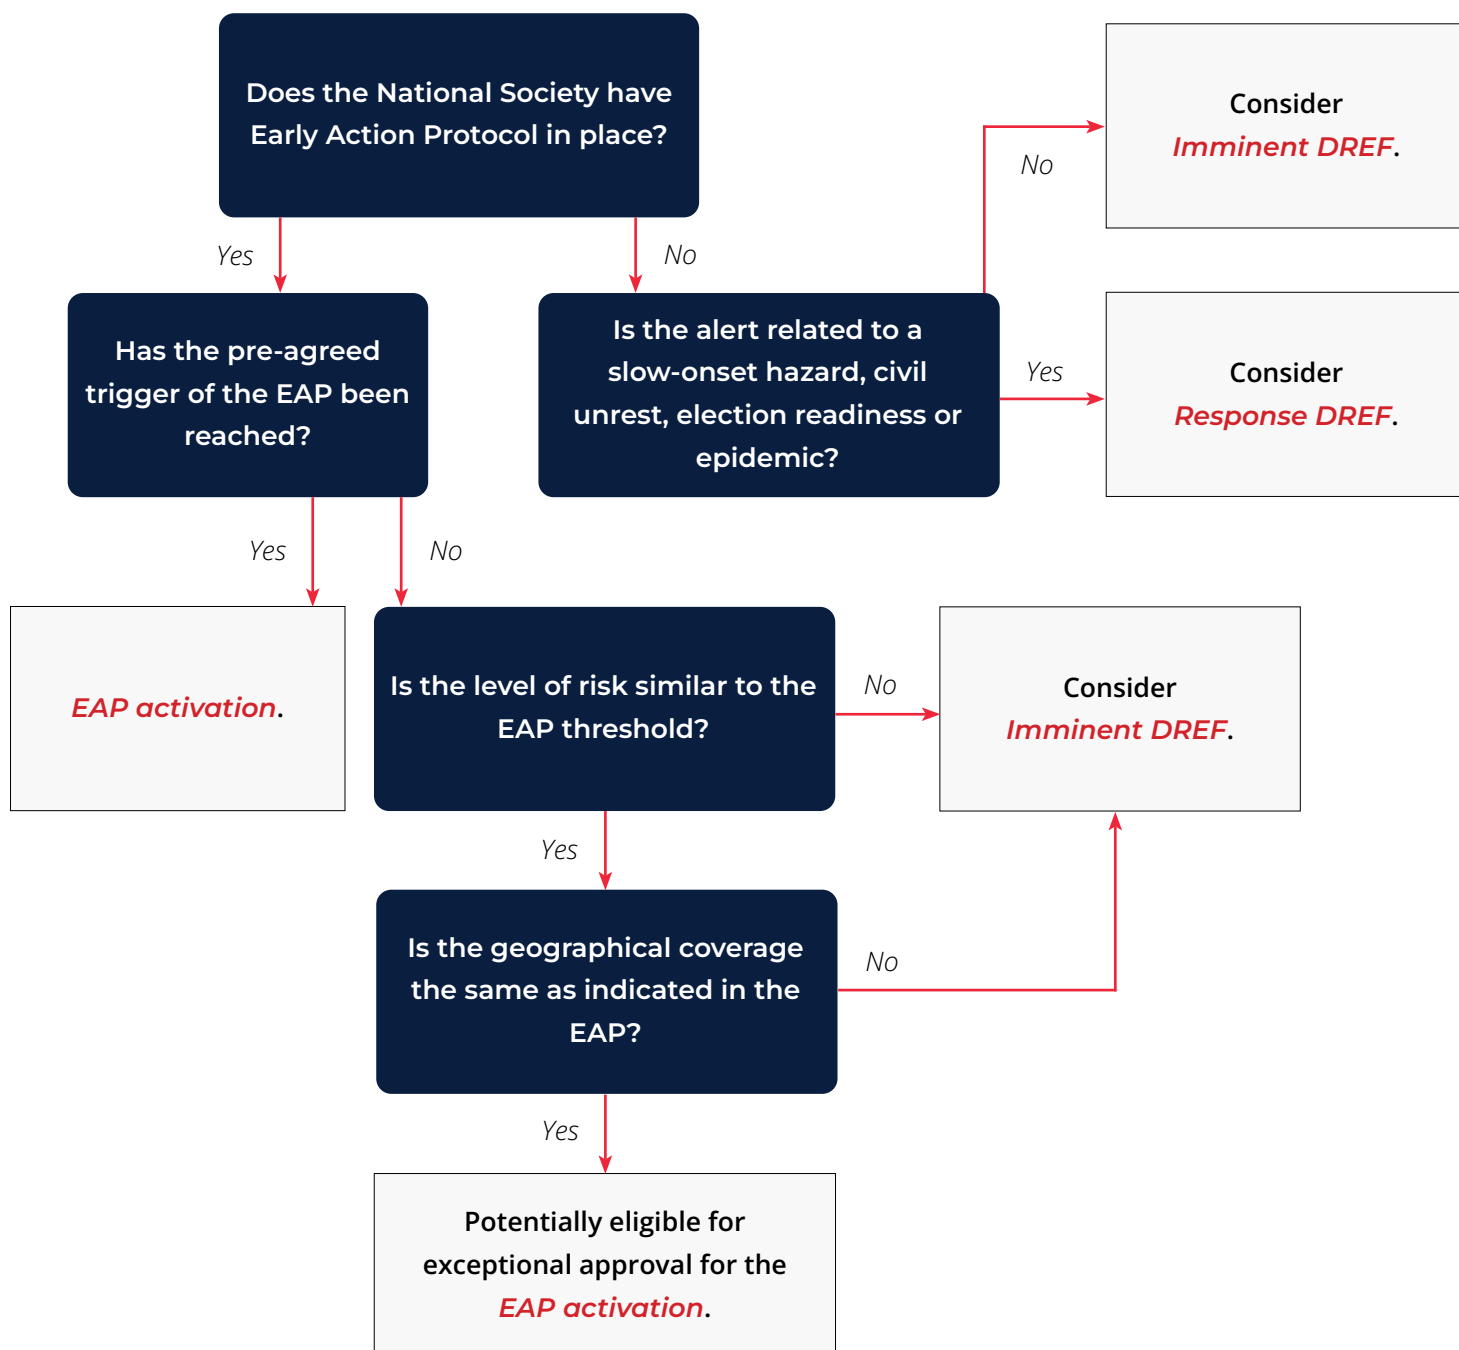 Does the National Society have
Early Action Protocol in place?
Consider
Imminent DREF.
No
Yes
No
Has the pre-agreed
trigger of the EAP been
reached?
Is the alert related to a
slow-onset hazard, civil
unrest, election readiness or
epidemic?
Yes
Consider
Response DREF.
Yes
No
EAP activation.
Is the level of risk similar to the
EAP threshold?
No
Consider
Imminent DREF.
Yes
Is the geographical coverage
the same as indicated in the
EAP?
No
Yes
Potentially eligible for
exceptional approval for the
EAP activation.